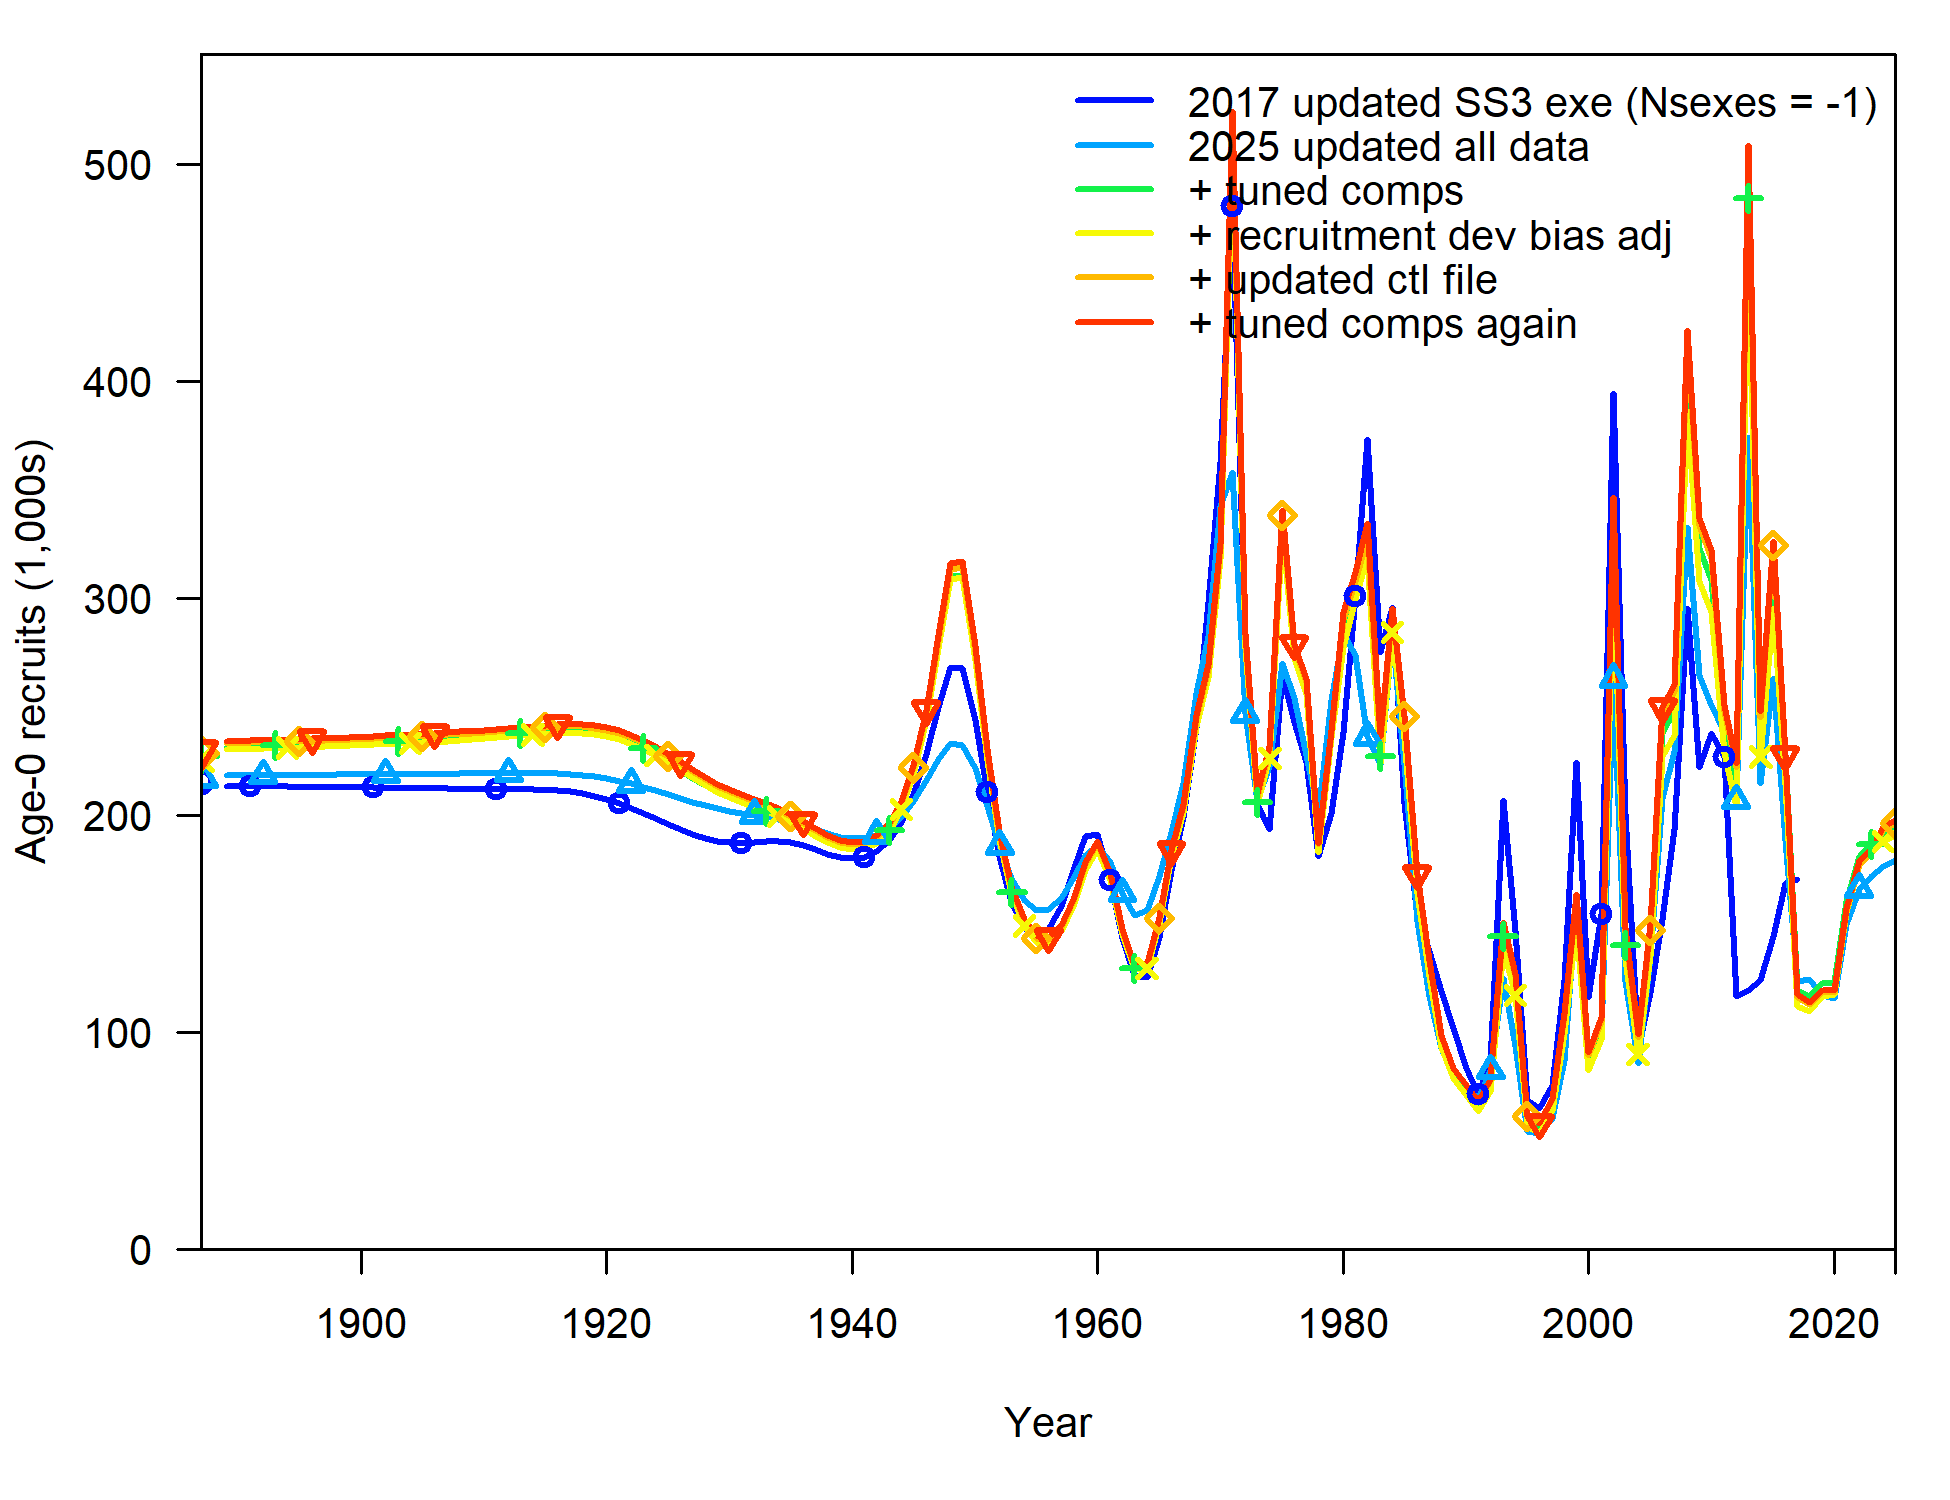 2017 updated SS3 exe (Nsexes = -1)
2025 updated all data
+ tuned comps
+ recruitment dev bias adj
+ updated ctl file
+ tuned comps again
500
400
300
200
100
0
Age-0 recruits (1,000s)
1900 1920 1940 1960 1980 2000 2020
Year